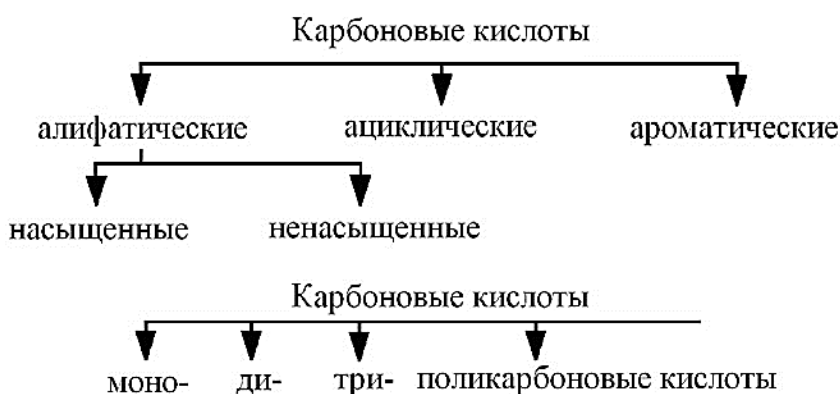 Карбоновые кислоты
алифатические ациклические ароматические
насыщенные ненасыщенные
Карбоновые кислоты
моно- ди- три- поликарбоновые кислоты